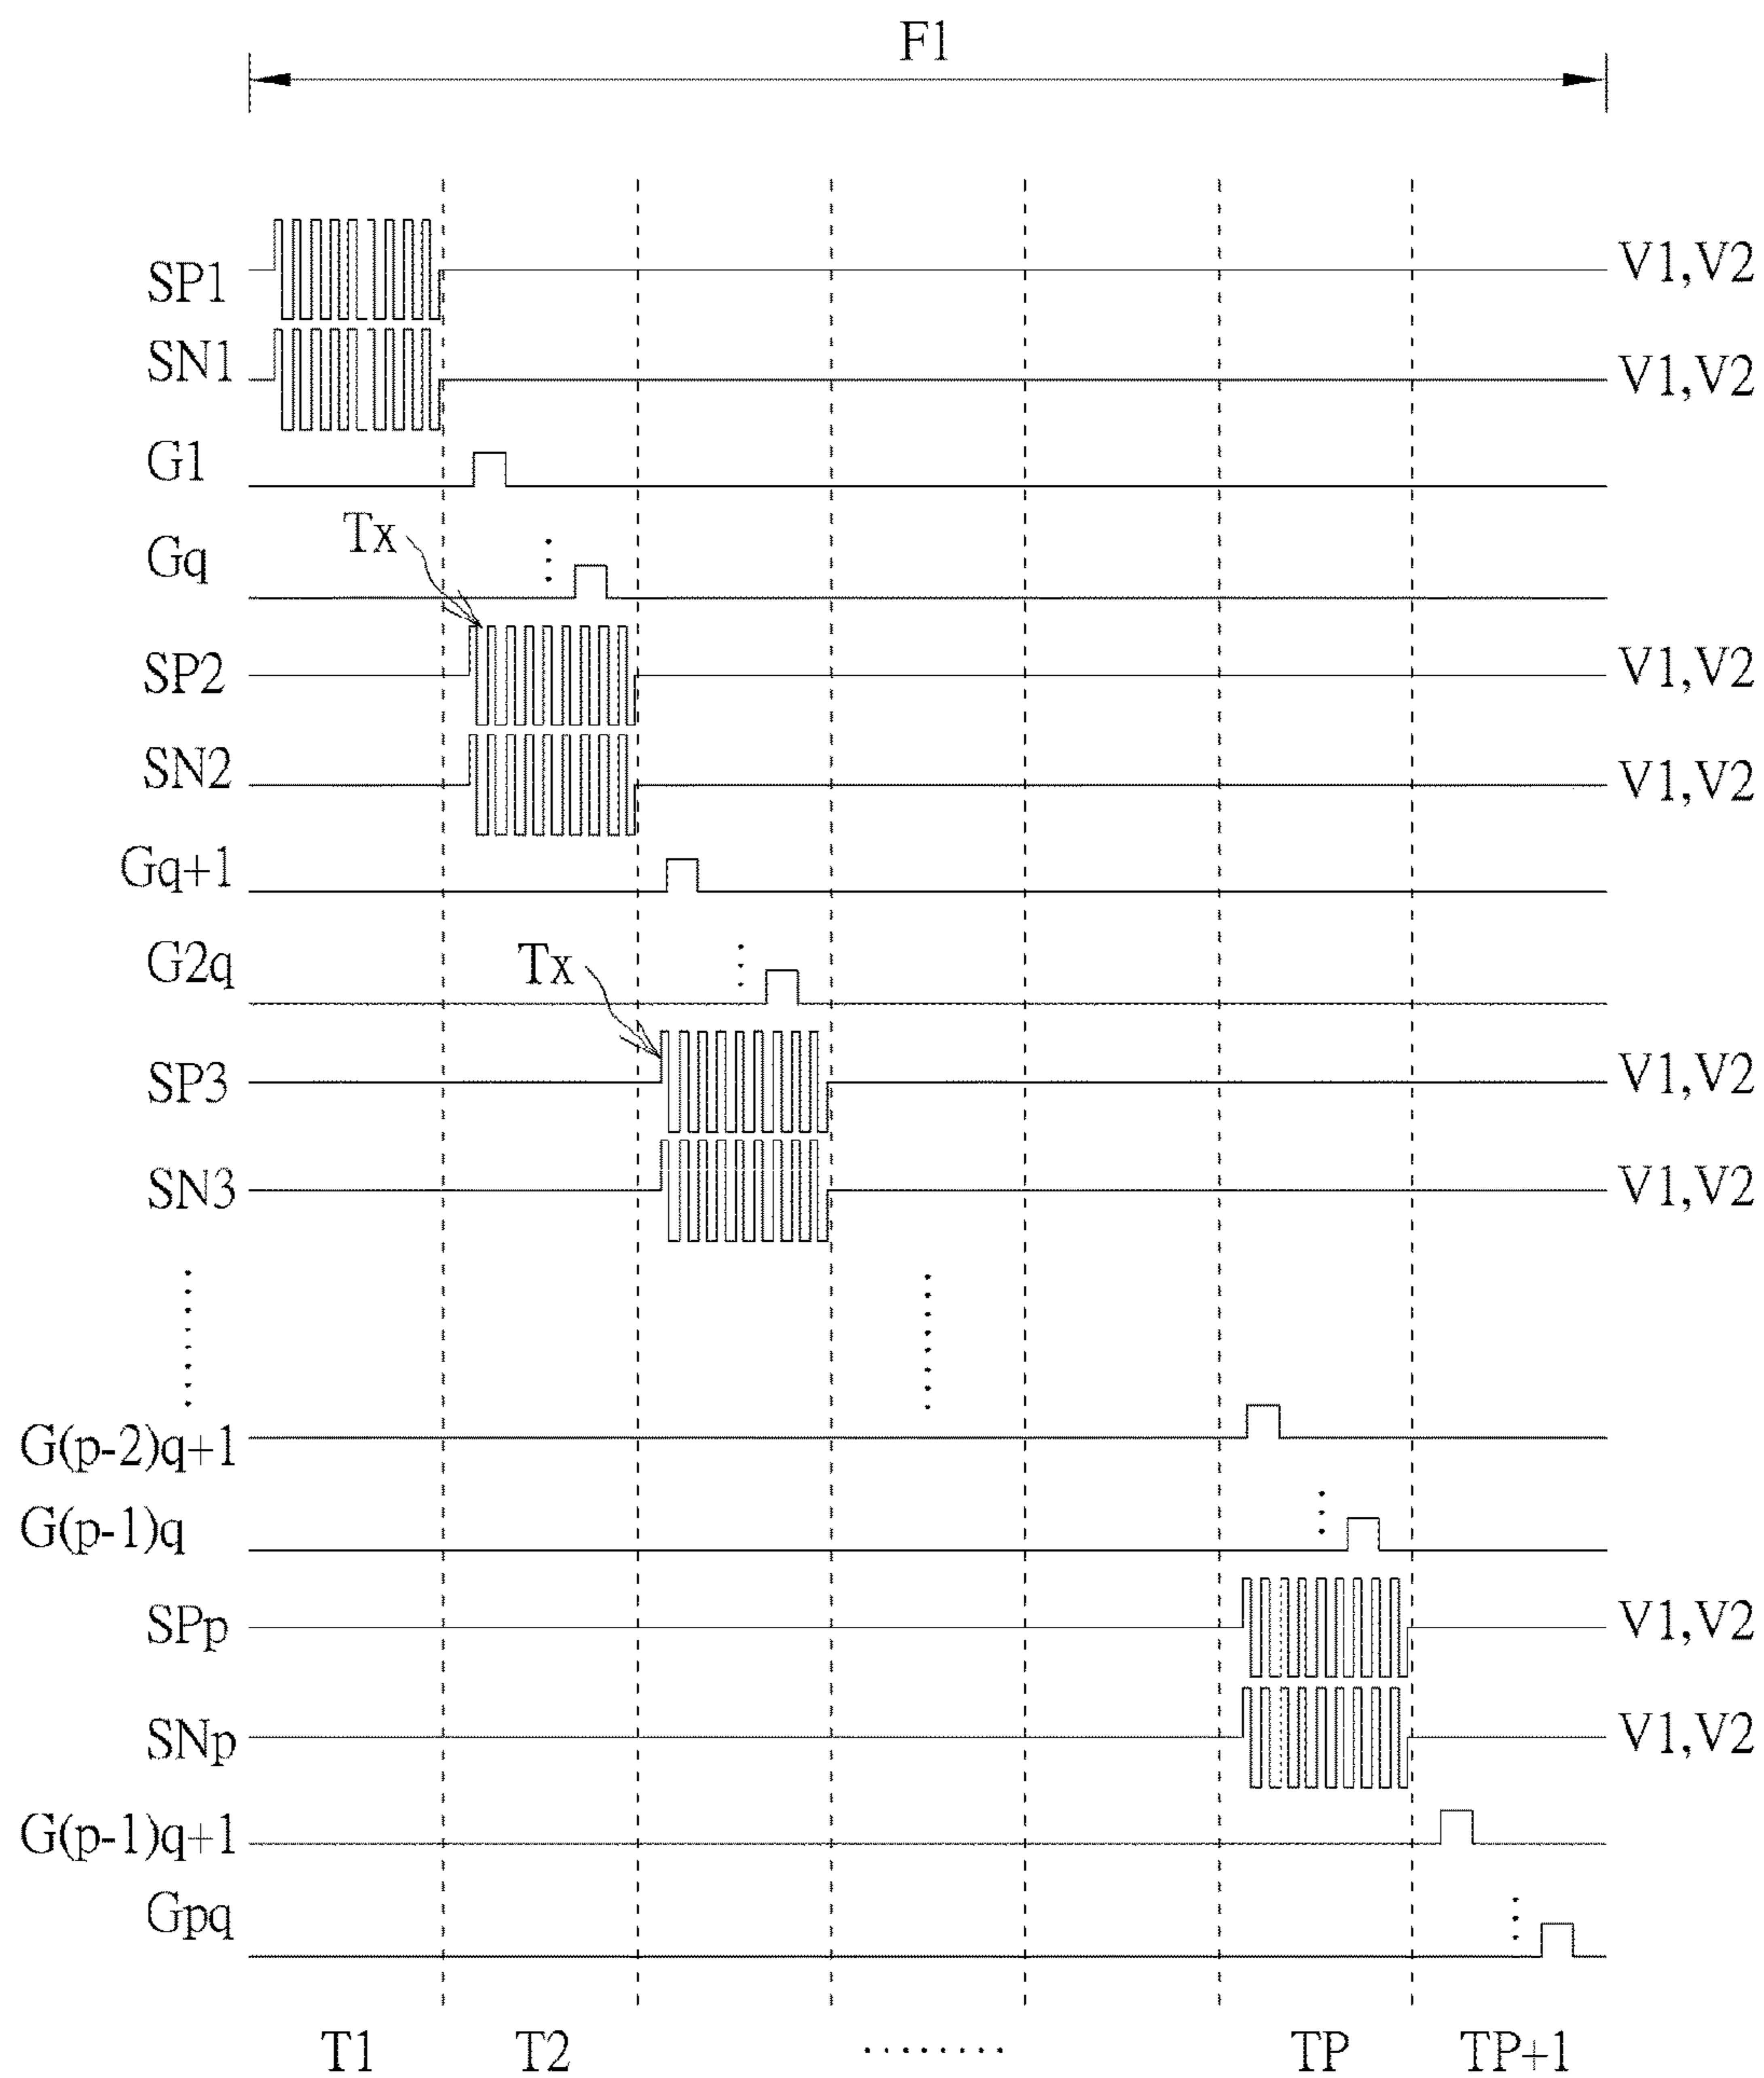 F1
SP1 V1,V2
SN1 V1,V2
G1
Tx
Gq
SP2 V1,V2
SN2 V1,V2
Gq+1
G2q Tx
SP3 V1,V2
SN3 V1,V2
G(p-2)q+1
G(p-1)q
SPp V1,V2
SNp V1,V2
G(p-1)q+1
Gpq
T1 T2 ........ TP TP+1